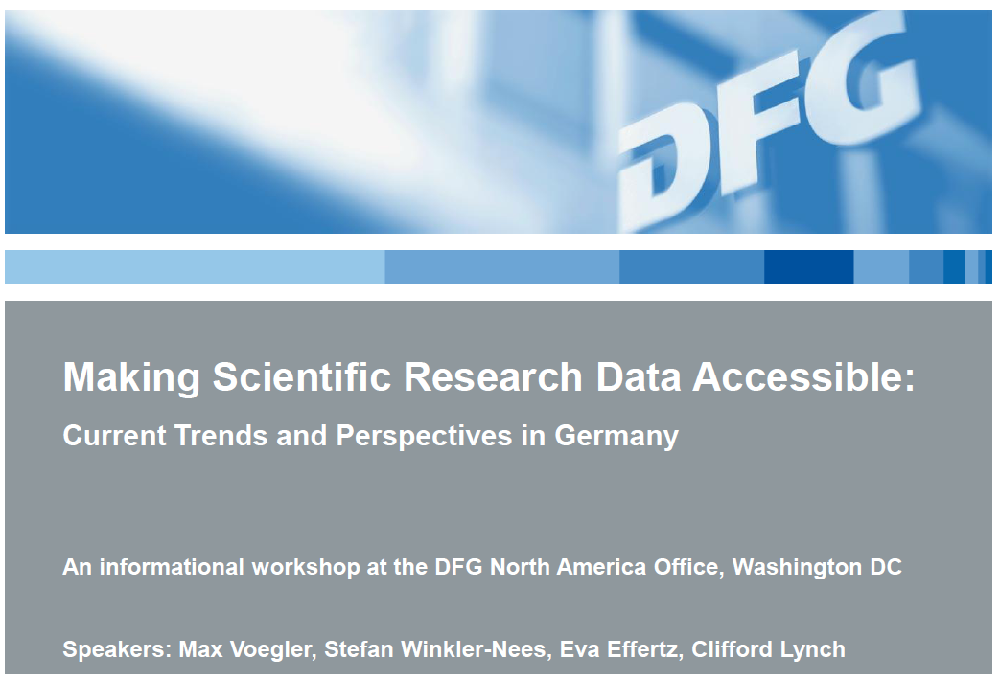 DFG
Making Scientific Research Data Accessible:
Current Trends and Perspectives in Germany
An informational workshop at the DFG North America Office, Washington DC
Speakers: Max Voegler, Stefan Winkler-Nees, Eva Effertz, Clifford Lynch